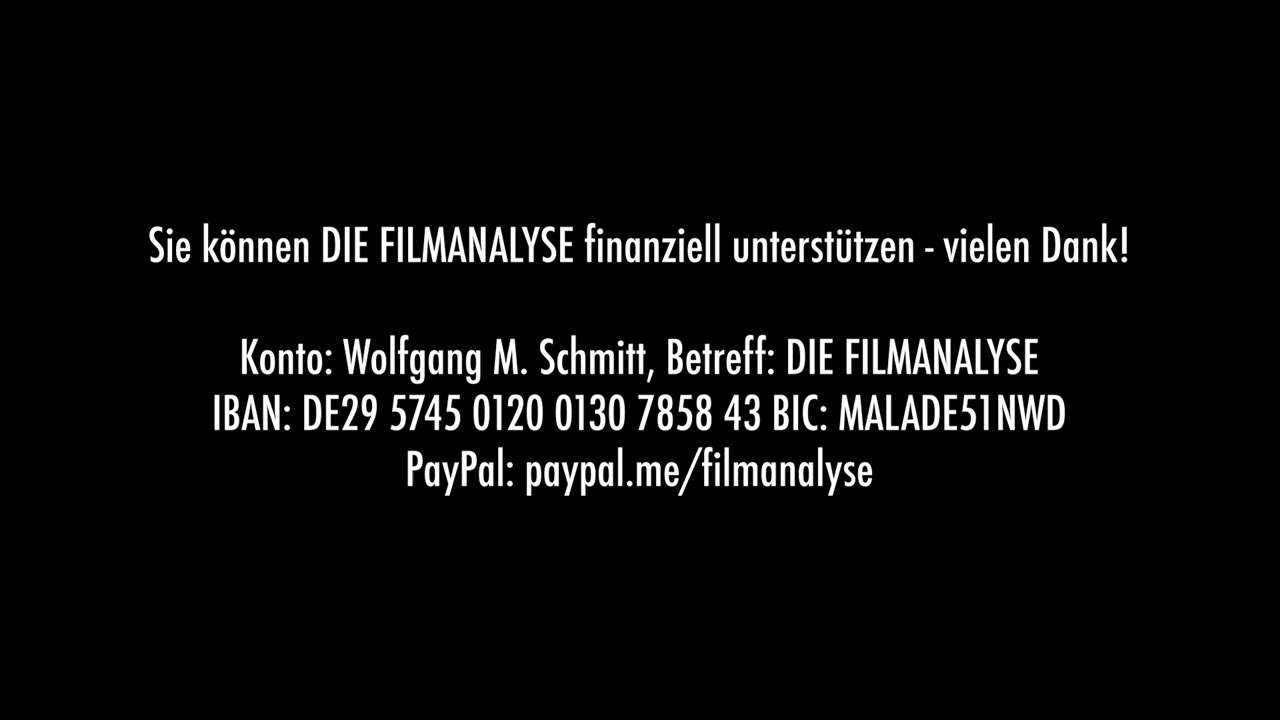 Sie können DIE FILMANALYSE finanziell unterstützen - vielen Dank!
Konto: Wolfgang M. Schmitt, Betreff: DIE FILMANALYSE
IBAN: DE29 5745 0120 0130 7858 43 BIC: MALADE51NWD
PayPal: paypal.me/filmanalyse